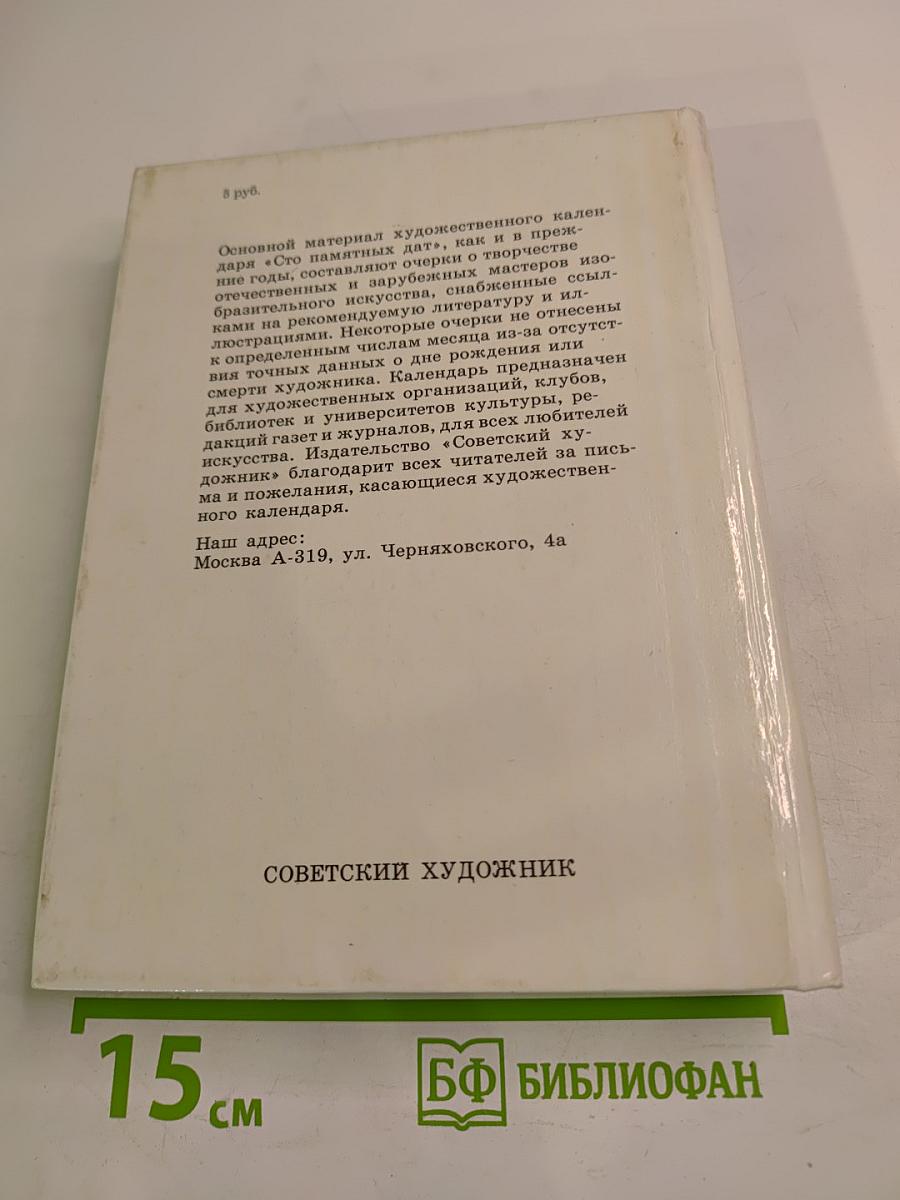 руб.
Основной материал художественного кален-
даря «Сто памятных дат», как и в преж-
ние годы, составляют очерки о творчестве
отечественных и зарубежных мастеров изо-
бразительного искусства, снабженные ссыл-
ками на рекомендуемую литературу и ил-
люстрациями. Некоторые очерки не отнесены
к определенным числам месяца из-за отсутст-
вия точных данных о дне рождения или
смерти художника. Календарь предназначен
для художественных организаций, клубов,
библиотек и университетов культуры, ре-
дакций газет и журналов, для всех любителей
искусства. Издательство «Советский ху-
дожник» благодарит всех читателей за пись-
ма и пожелания, касающиеся художествен-
ного календаря.
Наш адрес:
Москва А-319, ул. Черняховского, 4а
СОВЕТСКИЙ ХУДОЖНИК
15 см
БФ БИБЛИОФАН